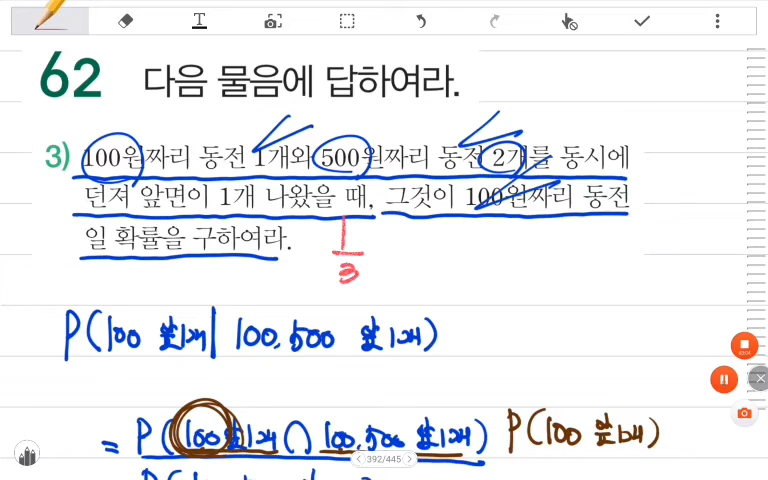 62 다음 물음에 답하여라.
3) 100원짜리 동전 1개와 500원짜리 동전 2개를 동시에
던져 앞면이 1개 나왔을 때, 그것이 100원짜리 동전
일 확률을 구하여라.
1/3
P(100 앞1개 | 100, 500 앞1개)
= P(100앞1개 ∩ 100, 500 앞1개) P(100 앞1개)
392/445